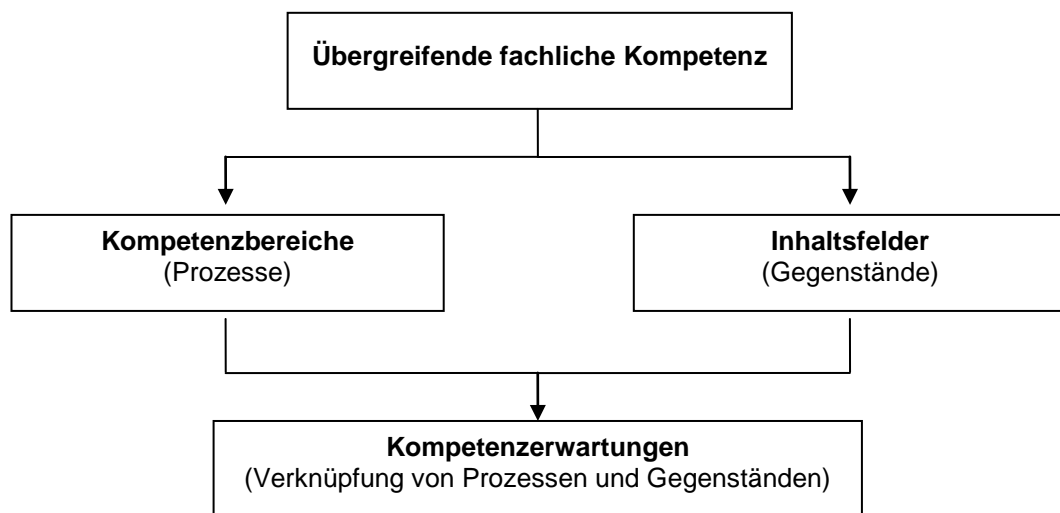 Übergreifende fachliche Kompetenz
Kompetenzbereiche
(Prozesse)
Inhaltsfelder
(Gegenstände)
Kompetenzerwartungen
(Verknüpfung von Prozessen und Gegenständen)